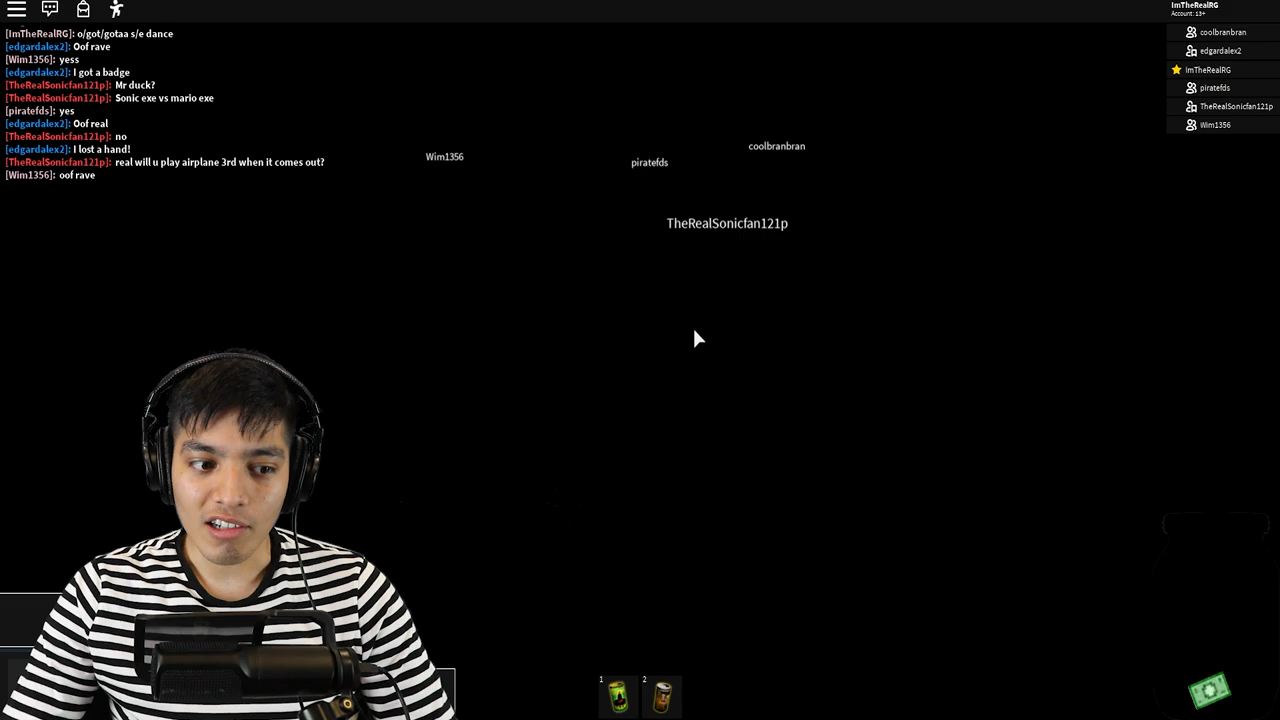 ImTheRealRG
Account: 13+
[ImTheRealRG]: o/got/gotaa s/e dance
[edgardalex2]: Oof rave
[Wim1356]: yess
[edgardalex2]: I got a badge
[TheRealSonicfan121p]: Mr duck?
[TheRealSonicfan121p]: Sonic exe vs mario exe
[piratefds]: yes
[edgardalex2]: Oof real
[TheRealSonicfan121p]: no
[edgardalex2]: I lost a hand!
[TheRealSonicfan121p]: real will u play airplane 3rd when it comes out?
[Wim1356]: oof rave
coolbranbran
edgardalex2
ImTheRealRG
piratefds
TheRealSonicfan121p
Wim1356
coolbranbran
Wim1356
piratefds
TheRealSonicfan121p
1
2